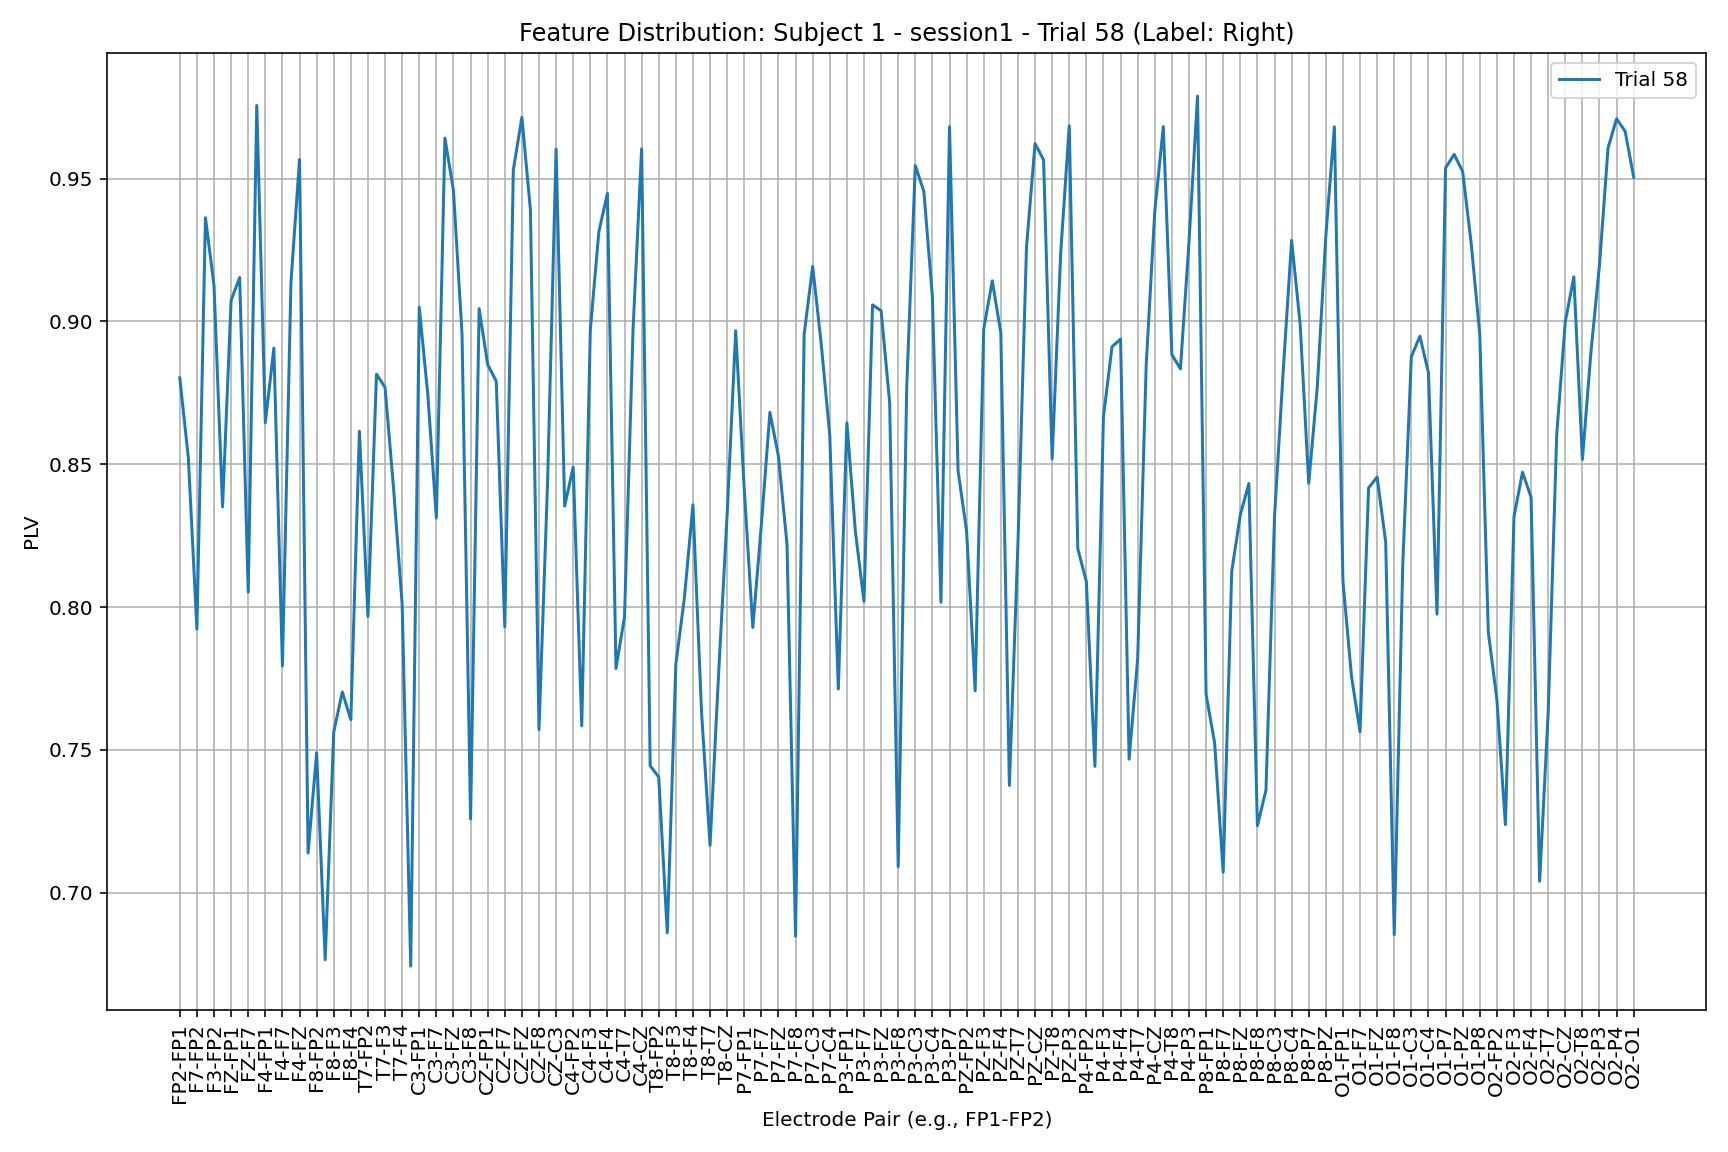 Feature Distribution: Subject 1 - session1 - Trial 58 (Label: Right)
Trial 58
PLV
0.95
0.90
0.85
0.80
0.75
0.70
FP2-FP1
F7-FP2
F3-FP2
FZ-FP1
FZ-F7
F4-FP1
F4-F7
F4-FZ
F8-FP2
F8-F3
F8-F4
T7-FP2
T7-F3
T7-F4
C3-FP1
C3-F7
C3-FZ
C3-F8
CZ-FP1
CZ-F7
CZ-FZ
CZ-F8
CZ-C3
C4-FP2
C4-F3
C4-F4
C4-T7
C4-CZ
T8-FP2
T8-F3
T8-F4
T8-T7
T8-CZ
P7-FP1
P7-F7
P7-FZ
P7-F8
P7-C3
P7-C4
P3-FP1
P3-F7
P3-FZ
P3-F8
P3-C3
P3-C4
P3-P7
PZ-FP2
PZ-F3
PZ-F4
PZ-T7
PZ-CZ
PZ-T8
PZ-P3
P4-FP2
P4-F3
P4-F4
P4-T7
P4-CZ
P4-T8
P4-P3
P8-FP1
P8-F7
P8-FZ
P8-F8
P8-C3
P8-C4
P8-P7
P8-PZ
O1-FP1
O1-F7
O1-FZ
O1-F8
O1-C3
O1-C4
O1-P7
O1-PZ
O1-P8
O2-FP2
O2-F3
O2-F4
O2-T7
O2-CZ
O2-T8
O2-P3
O2-P4
O2-O1
Electrode Pair (e.g., FP1-FP2)